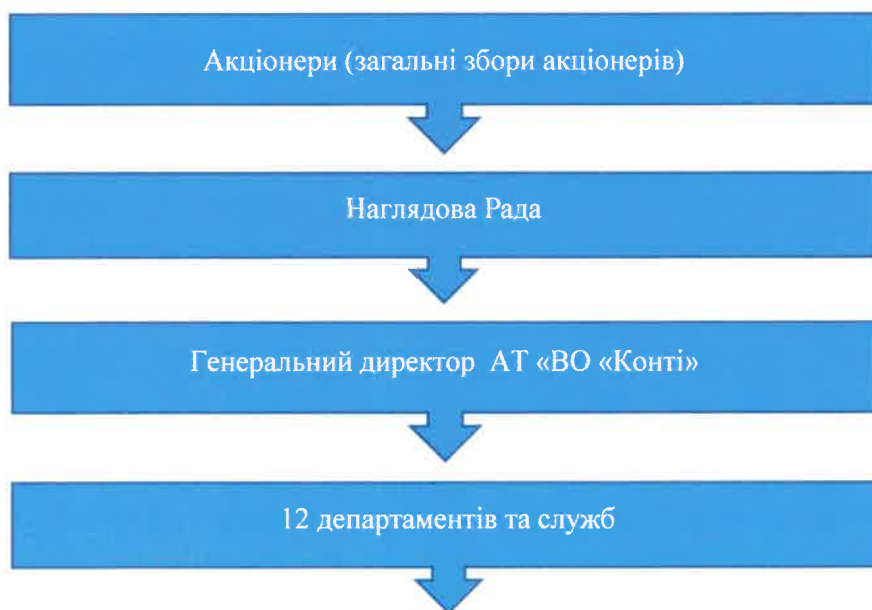 Акціонери (загальні збори акціонерів)
Наглядова Рада
Генеральний директор АТ «ВО «Конті»
12 департаментів та служб